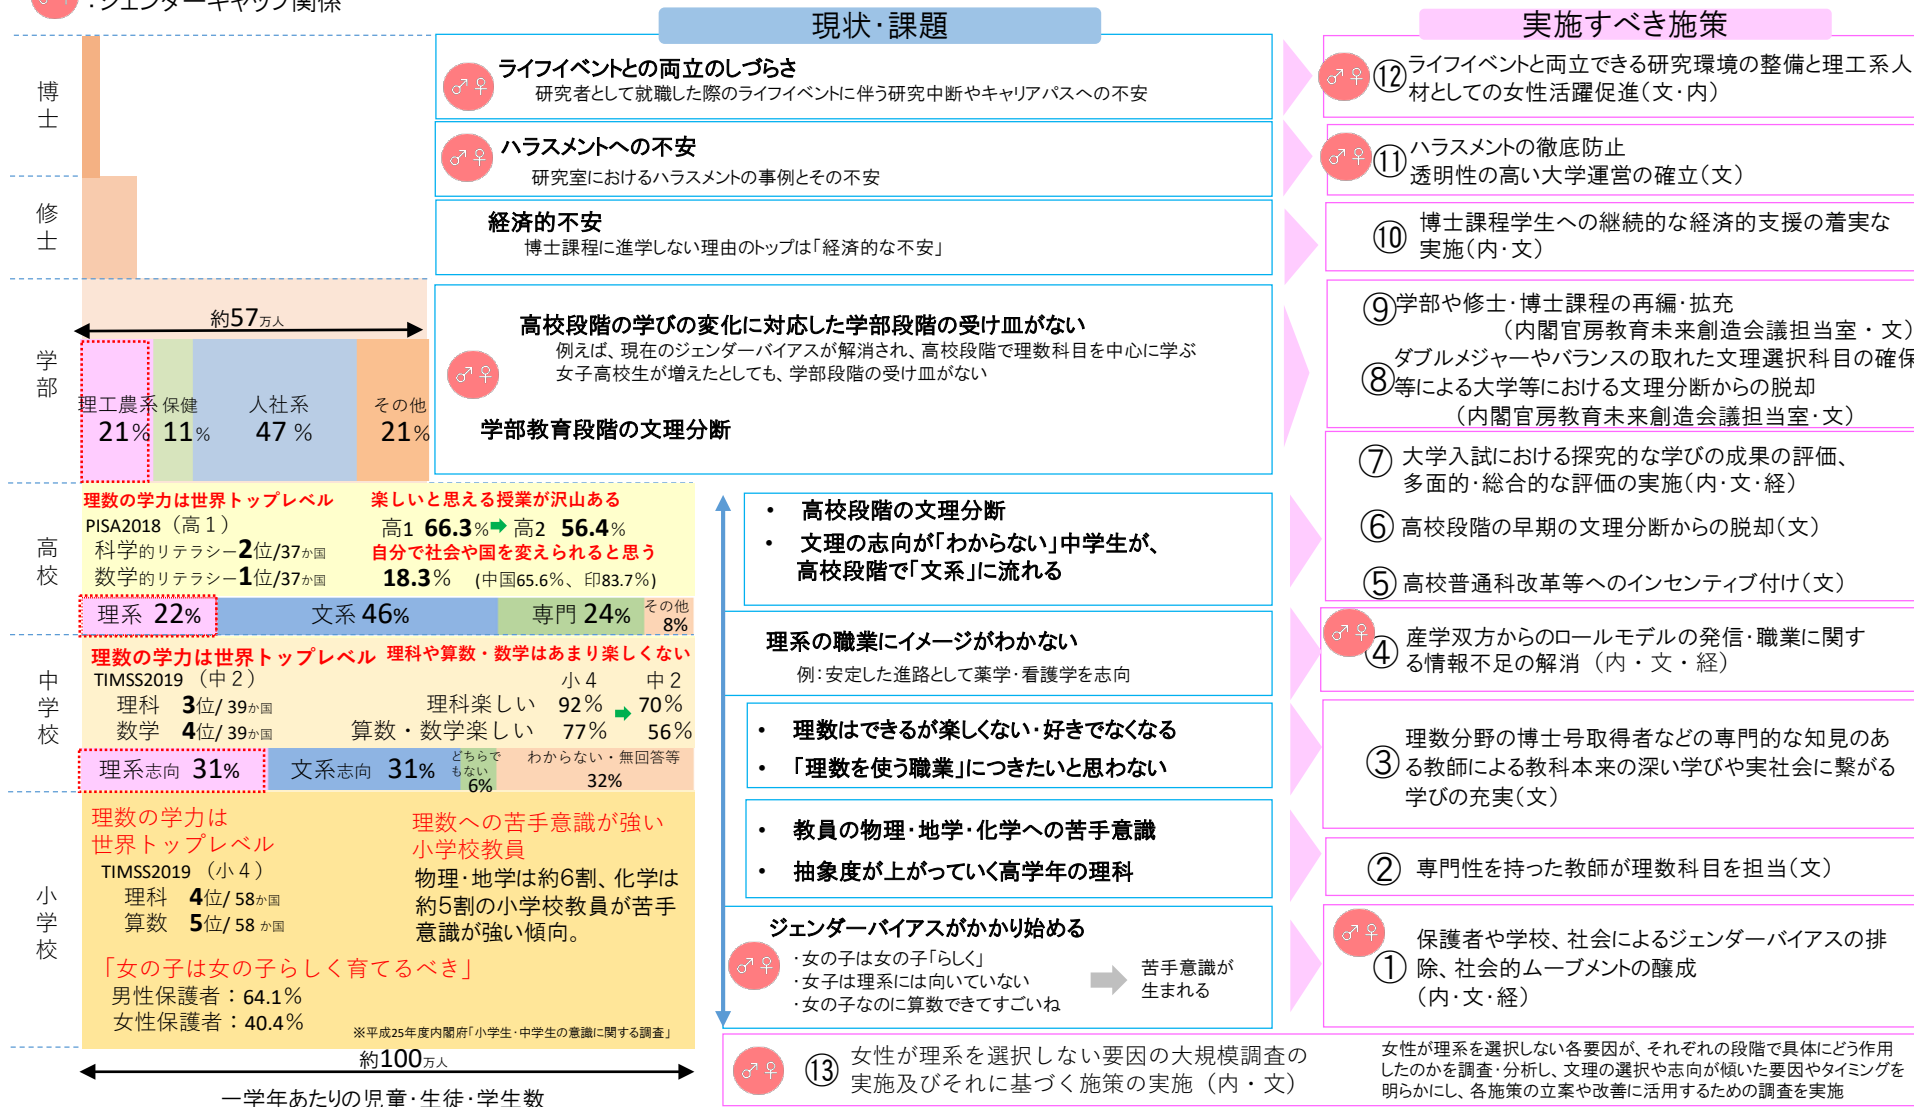 ：ジェンダーギャップ関係
現状・課題
実施すべき施策
博士
修士
学部
高校
中学校
小学校
約57万人
理工農系
21%
保健
11%
人社系
47 %
その他
21%
理数の学力は世界トップレベル
PISA2018（高１）
科学的リテラシー2位/37か国
数学的リテラシー1位/37か国
楽しいと思える授業が沢山ある
高1 66.3% 高2 56.4%
自分で社会や国を変えられると思う
18.3% (中国65.6%、印83.7%)
理系 22%
文系 46%
専門 24%
その他
8%
理数の学力は世界トップレベル
TIMSS2019 （中２）
理科 3位/ 39か国
数学 4位/ 39か国
理科や算数・数学はあまり楽しくない
小４ 中２
理科楽しい 92% 70%
算数・数学楽しい 77% 56%
理系志向 31%
文系志向 31%
どちらで
もない
6%
わからない・無回答等
32%
理数の学力は
世界トップレベル
TIMSS2019 （小４）
理科 4位/ 58か国
算数 5位/ 58 か国
理数への苦手意識が強い
小学校教員
物理・地学は約6割、化学は
約5割の小学校教員が苦手
意識が強い傾向。
「女の子は女の子らしく育てるべき」
男性保護者：64.1%
女性保護者：40.4%
※平成25年度内閣府「小学生・中学生の意識に関する調査」
約100万人
一学年あたりの児童・生徒・学生数
♂♀
ライフイベントとの両立のしづらさ
研究者として就職した際のライフイベントに伴う研究中断やキャリアパスへの不安
♂♀
ハラスメントへの不安
研究室におけるハラスメントの事例とその不安
経済的不安
博士課程に進学しない理由のトップは「経済的な不安」
♂♀
高校段階の学びの変化に対応した学部段階の受け皿がない
例えば、現在のジェンダーバイアスが解消され、高校段階で理数科目を中心に学ぶ
女子高校生が増えたとしても、学部段階の受け皿がない
学部教育段階の文理分断
• 高校段階の文理分断
• 文理の志向が「わからない」中学生が、
高校段階で「文系」に流れる
理系の職業にイメージがわかない
例：安定した進路として薬学・看護学を志向
• 理数はできるが楽しくない・好きでなくなる
• 「理数を使う職業」につきたいと思わない
• 教員の物理・地学・化学への苦手意識
• 抽象度が上がっていく高学年の理科
ジェンダーバイアスがかかり始める
♂♀
・女の子は女の子「らしく」
・女子は理系には向いていない
・女の子なのに算数できてすごいね
苦手意識が
生まれる
♂♀
⑫ライフイベントと両立できる研究環境の整備と理工系人
材としての女性活躍促進（文・内）
♂♀
⑪ハラスメントの徹底防止
透明性の高い大学運営の確立（文）
⑩博士課程学生への継続的な経済的支援の着実な
実施（内・文）
⑨学部や修士・博士課程の再編・拡充
（内閣官房教育未来創造会議担当室・文）
⑧ダブルメジャーやバランスの取れた文理選択科目の確保
等による大学等における文理分断からの脱却
（内閣官房教育未来創造会議担当室・文）
⑦大学入試における探究的な学びの成果の評価、
多面的・総合的な評価の実施（内・文・経）
⑥高校段階の早期の文理分断からの脱却（文）
⑤高校普通科改革等へのインセンティブ付け（文）
♂♀
④産学双方からのロールモデルの発信・職業に関す
る情報不足の解消（内・文・経）
③理数分野の博士号取得者などの専門的な知見のあ
る教師による教科本来の深い学びや実社会に繋がる
学びの充実（文）
②専門性を持った教師が理数科目を担当（文）
♂♀
①保護者や学校、社会によるジェンダーバイアスの排
除、社会的ムーブメントの醸成
（内・文・経）
♂♀
⑬女性が理系を選択しない要因の大規模調査の
実施及びそれに基づく施策の実施（内・文）
女性が理系を選択しない各要因が、それぞれの段階で具体にどう作用
したのかを調査・分析し、文理の選択や志向が傾いた要因やタイミングを
明らかにし、各施策の立案や改善に活用するための調査を実施